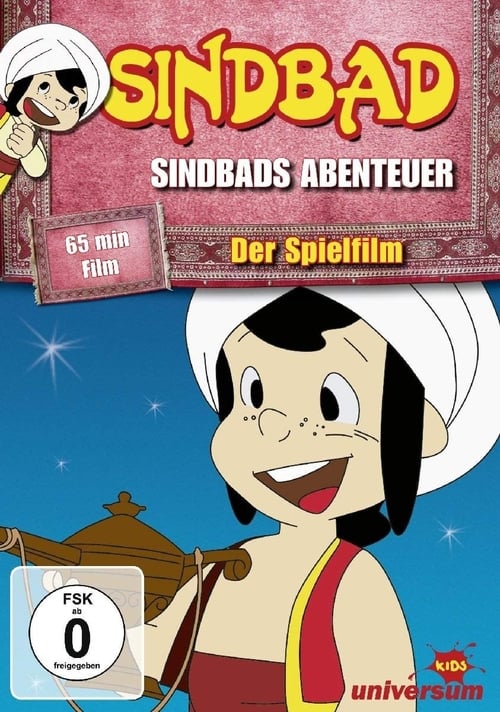 SINDBAD
SINDBADS ABENTEUER
65 min
Film
Der Spielfilm
FSK
ab
0
freigegeben
KIDS
universum